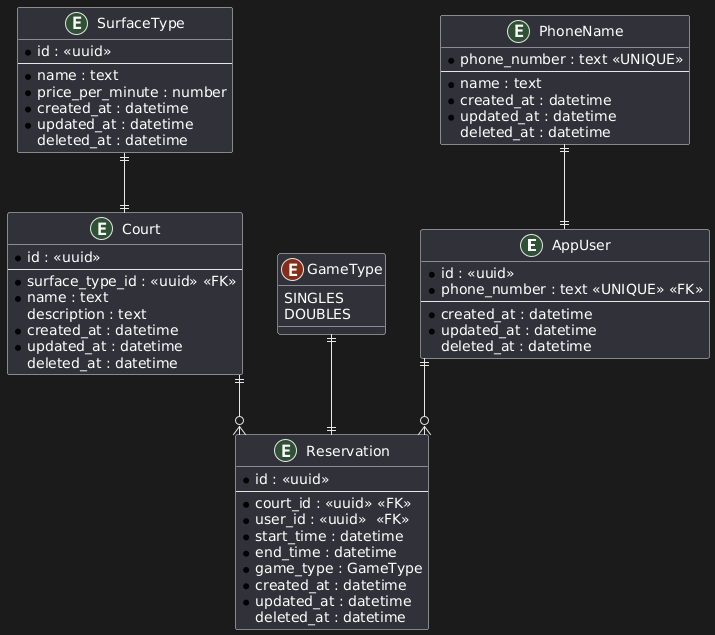 E SurfaceType
id : «uuid»
name : text
price_per_minute : number
created_at : datetime
updated_at : datetime
deleted_at : datetime
E PhoneName
phone_number : text «UNIQUE»
name : text
created_at : datetime
updated_at : datetime
deleted_at : datetime
E Court
id : «uuid»
surface_type_id : «uuid» «FK»
name : text
description : text
created_at : datetime
updated_at : datetime
deleted_at : datetime
E GameType
SINGLES
DOUBLES
E AppUser
id : «uuid»
phone_number : text «UNIQUE» «FK»
created_at : datetime
updated_at : datetime
deleted_at : datetime
E Reservation
id : «uuid»
court_id : «uuid» «FK»
user_id : «uuid»  «FK»
start_time : datetime
end_time : datetime
game_type : GameType
created_at : datetime
updated_at : datetime
deleted_at : datetime